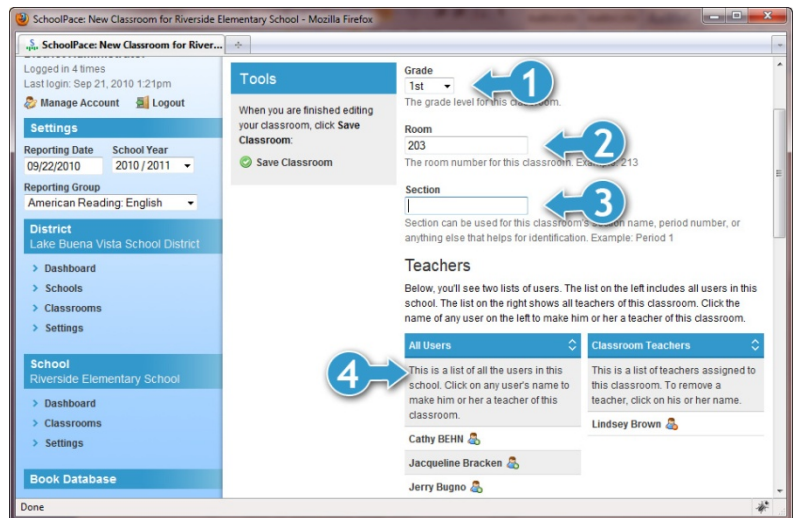 SchoolPace: New Classroom for Riverside Elementary School - Mozilla Firefox
SchoolPace: New Classroom for River...
Logged in 4 times
Last login: Sep 21, 2010 1:21pm
Manage Account Logout
Settings
Reporting Date School Year
09/22/2010 2010 / 2011
Reporting Group
American Reading: English
District
Lake Buena Vista School District
> Dashboard
> Schools
> Classrooms
> Settings
School
Riverside Elementary School
> Dashboard
> Classrooms
> Settings
Book Database
Done
Tools
When you are finished editing
your classroom, click Save
Classroom:
Save Classroom
Grade
1st
1
The grade level for this classroom.
Room
203
2
The room number for this classroom. Example: 213
Section
3
Section can be used for this classroom's name, period number, or
anything else that helps for identification. Example: Period 1
Teachers
Below, you'll see two lists of users. The list on the left includes all users in this
school. The list on the right shows all teachers of this classroom. Click the
name of any user on the left to make him or her a teacher of this classroom.
All Users
4
This is a list of all the users in this
school. Click on any user's name to
make him or her a teacher of this
classroom.
Cathy BEHN
Jacqueline Bracken
Jerry Bugno
Classroom Teachers
This is a list of teachers assigned to
this classroom. To remove a
teacher, click on his or her name.
Lindsey Brown